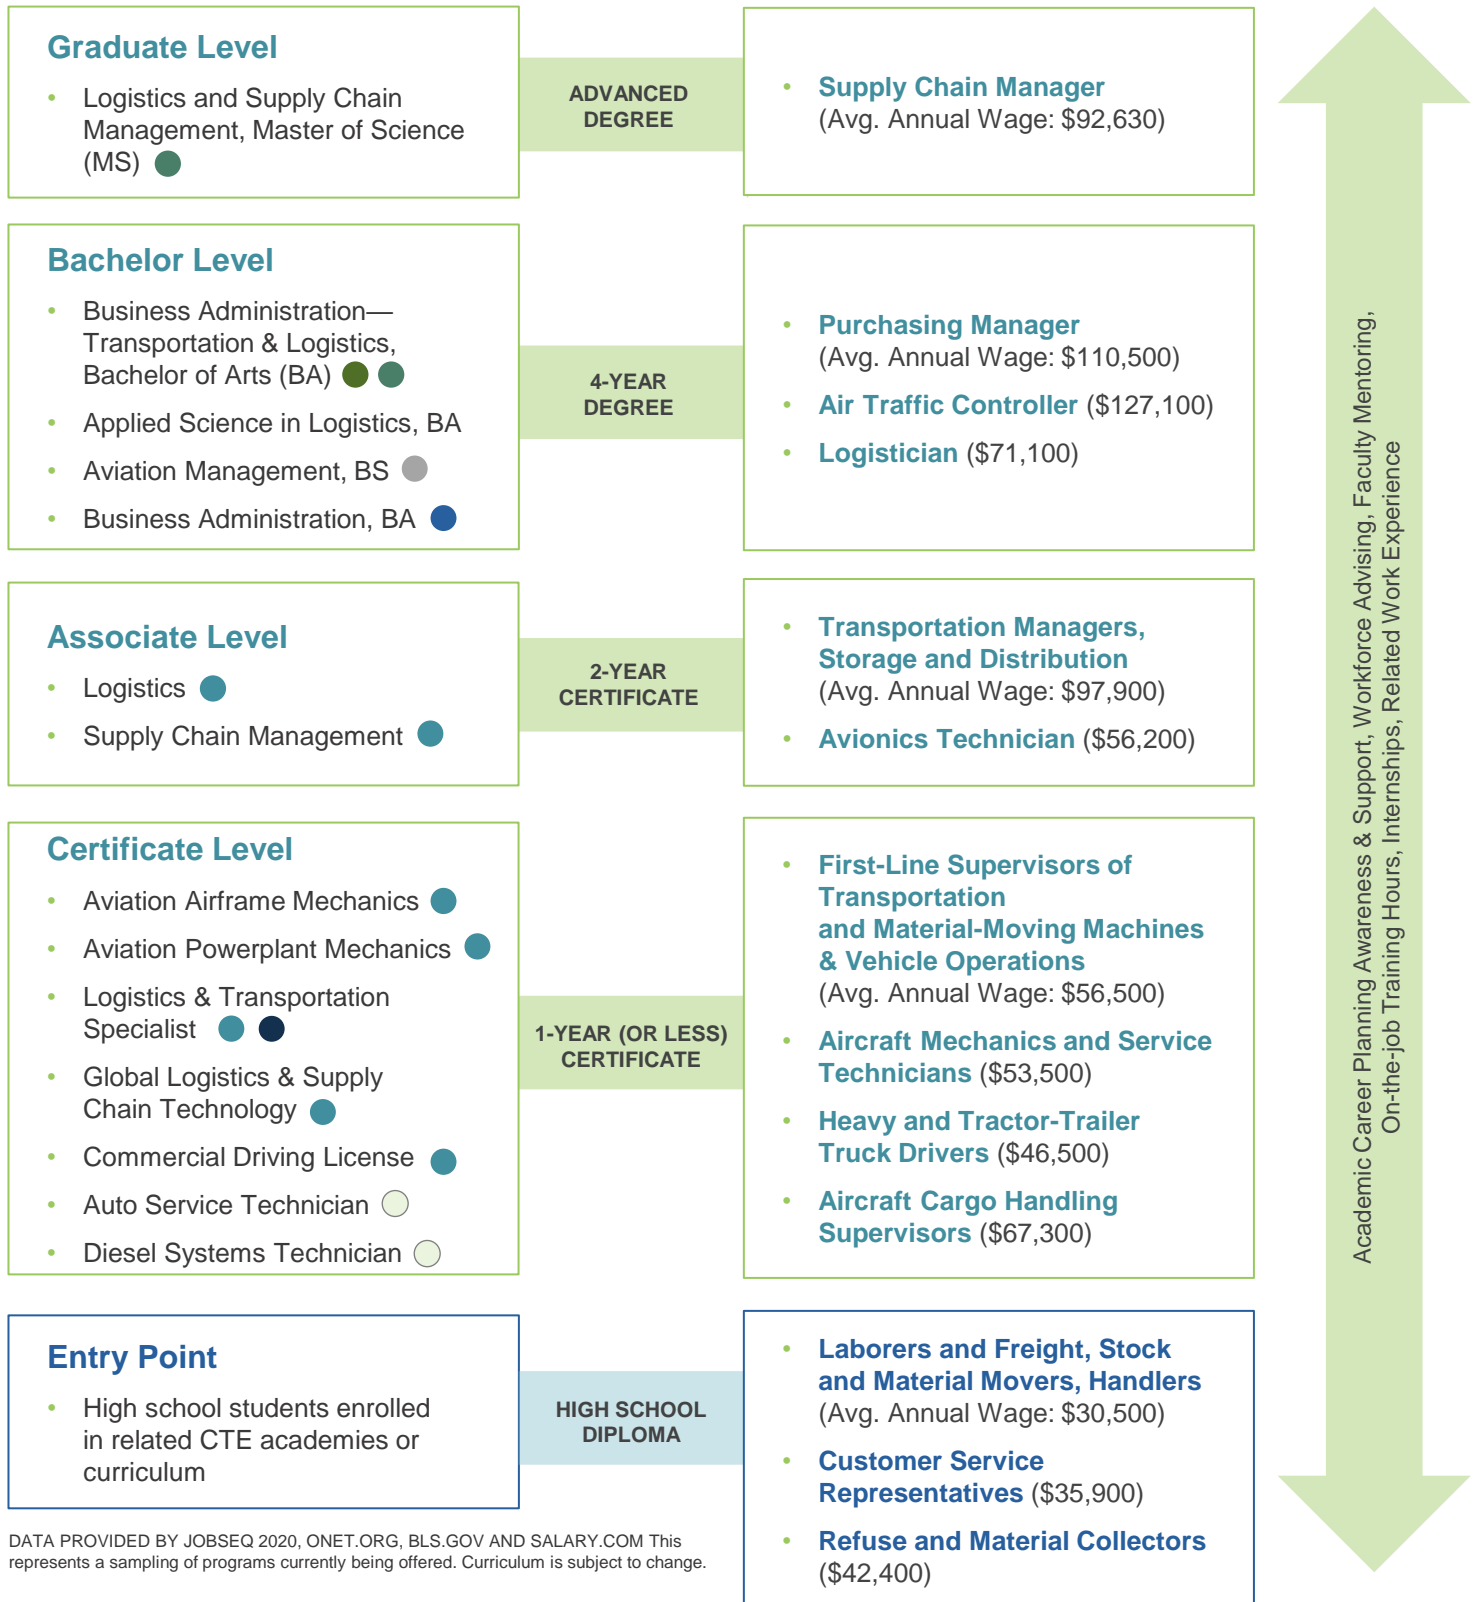 Graduate Level
• Logistics and Supply Chain
Management, Master of Science
(MS)
ADVANCED
DEGREE
• Supply Chain Manager
(Avg. Annual Wage: $92,630)
Bachelor Level
• Business Administration—
Transportation & Logistics,
Bachelor of Arts (BA)
• Applied Science in Logistics, BA
• Aviation Management, BS
• Business Administration, BA
4-YEAR
DEGREE
• Purchasing Manager
(Avg. Annual Wage: $110,500)
• Air Traffic Controller ($127,100)
• Logistician ($71,100)
Associate Level
• Logistics
• Supply Chain Management
2-YEAR
CERTIFICATE
• Transportation Managers,
Storage and Distribution
(Avg. Annual Wage: $97,900)
• Avionics Technician ($56,200)
Certificate Level
• Aviation Airframe Mechanics
• Aviation Powerplant Mechanics
• Logistics & Transportation
Specialist
• Global Logistics & Supply
Chain Technology
• Commercial Driving License
• Auto Service Technician
• Diesel Systems Technician
1-YEAR (OR LESS)
CERTIFICATE
• First-Line Supervisors of
Transportation
and Material-Moving Machines
& Vehicle Operations
(Avg. Annual Wage: $56,500)
• Aircraft Mechanics and Service
Technicians ($53,500)
• Heavy and Tractor-Trailer
Truck Drivers ($46,500)
• Aircraft Cargo Handling
Supervisors ($67,300)
Entry Point
• High school students enrolled
in related CTE academies or
curriculum
HIGH SCHOOL
DIPLOMA
• Laborers and Freight, Stock
and Material Movers, Handlers
(Avg. Annual Wage: $30,500)
• Customer Service
Representatives ($35,900)
• Refuse and Material Collectors
($42,400)
DATA PROVIDED BY JOBSEQ 2020, ONET.ORG, BLS.GOV AND SALARY.COM This
represents a sampling of programs currently being offered. Curriculum is subject to change.
Academic Career Planning Awareness & Support, Workforce Advising, Faculty Mentoring,
On-the-job Training Hours, Internships, Related Work Experience